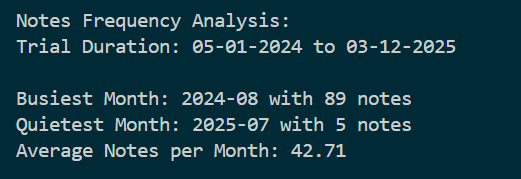 Notes Frequency Analysis:
Trial Duration: 05-01-2024 to 03-12-2025
Busiest Month: 2024-08 with 89 notes
Quietest Month: 2025-07 with 5 notes
Average Notes per Month: 42.71